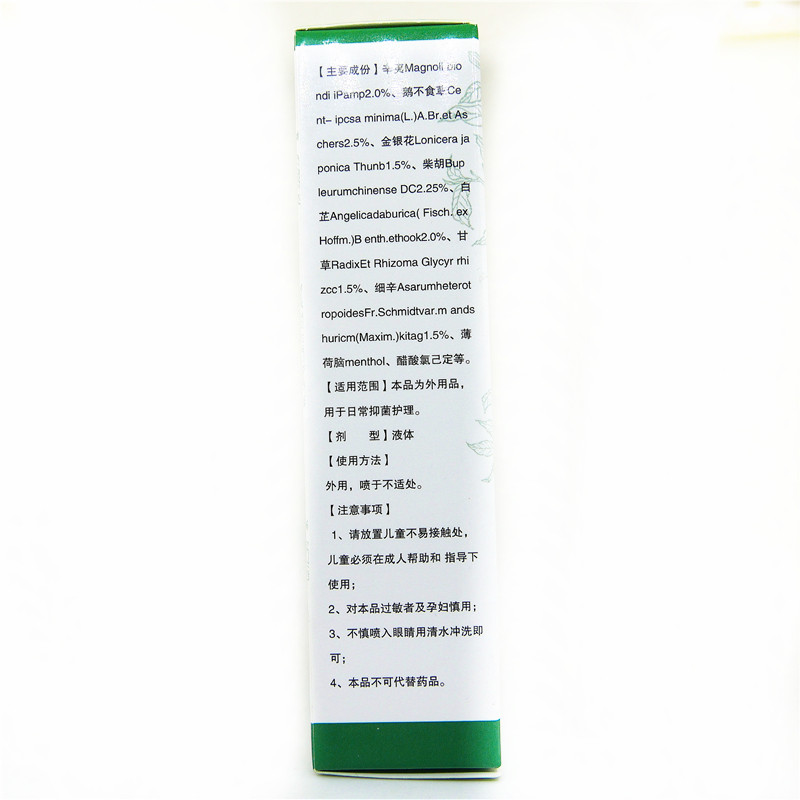 【主要成份】辛夷Magnoli bio
ndi iPamp2.0%、鹅不食草Ce
nt– ipcsa minima(L.)A.Br.et As
chers2.5%、金银花Lonicera ja
ponica Thunb1.5%、柴胡Bup
leurumchinense DC2.25%、白
芷Angelicadaburica( Fisch. ex
Hoffm.)B enth.ethook2.0%、甘
草RadixEt Rhizoma Glycyr rhi
zcc1.5%、细辛Asarumheterot
ropoidesFr.Schmidtvar.m ands
huricm(Maxim.)kitag1.5%、薄
荷脑menthol、醋酸氯己定等。
【适用范围】本品为外用品，
用于日常抑菌护理。
【剂 型】液体
【使用方法】
外用，喷于不适处。
【注意事项】
1、请放置儿童不易接触处，
儿童必须在成人帮助和 指导下
使用；
2、对本品过敏者及孕妇慎用；
3、不慎喷入眼睛用清水冲洗即
可；
4、本品不可代替药品。